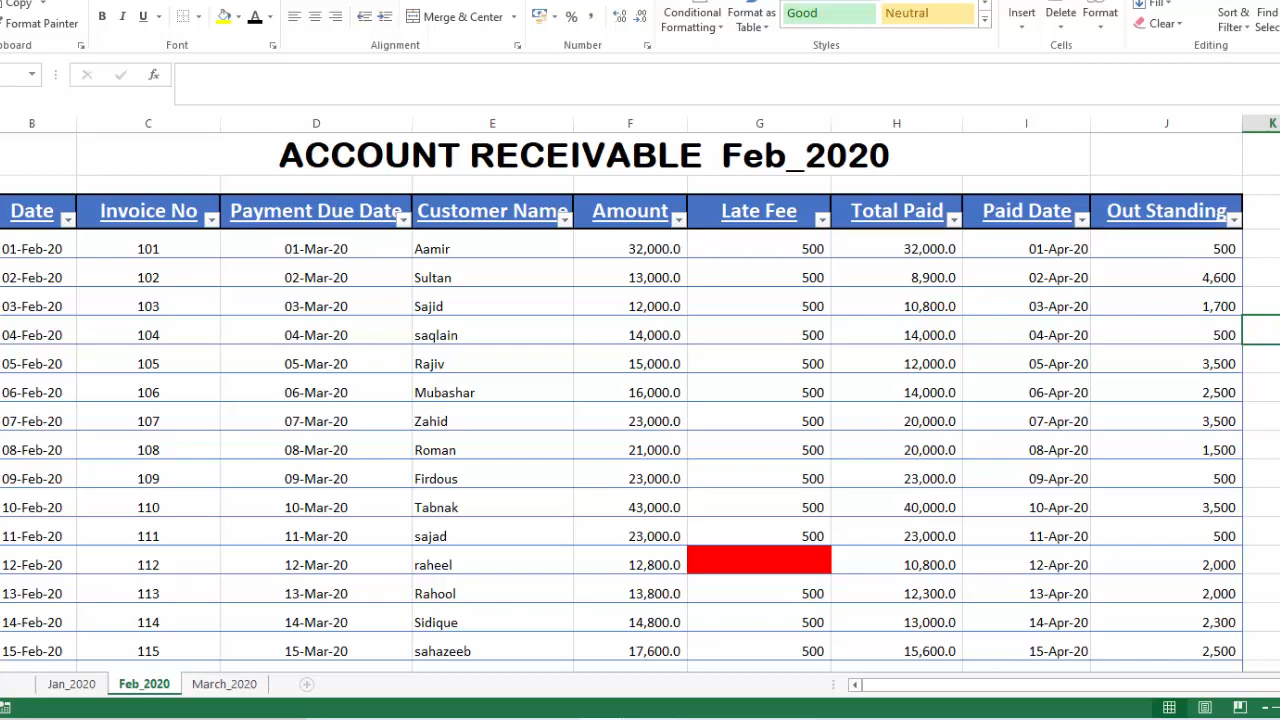 Copy
Format Painter
B I U A
Merge & Center
% ,
Conditional Formatting
Format as Table
Good
Neutral
Insert
Delete
Format
Fill
Clear
Sort & Filter
Font
Alignment
Number
Styles
Cells
Editing
fx
B C D E F G H I J K
ACCOUNT RECEIVABLE Feb_2020
Date Invoice No Payment Due Date Customer Name Amount Late Fee Total Paid Paid Date Out Standing
01-Feb-20 101 01-Mar-20 Aamir 32,000.0 500 32,000.0 01-Apr-20 500
02-Feb-20 102 02-Mar-20 Sultan 13,000.0 500 8,900.0 02-Apr-20 4,600
03-Feb-20 103 03-Mar-20 Sajid 12,000.0 500 10,800.0 03-Apr-20 1,700
04-Feb-20 104 04-Mar-20 saqlain 14,000.0 500 14,000.0 04-Apr-20 500
05-Feb-20 105 05-Mar-20 Rajiv 15,000.0 500 12,000.0 05-Apr-20 3,500
06-Feb-20 106 06-Mar-20 Mubashar 16,000.0 500 14,000.0 06-Apr-20 2,500
07-Feb-20 107 07-Mar-20 Zahid 23,000.0 500 20,000.0 07-Apr-20 3,500
08-Feb-20 108 08-Mar-20 Roman 21,000.0 500 20,000.0 08-Apr-20 1,500
09-Feb-20 109 09-Mar-20 Firdous 23,000.0 500 23,000.0 09-Apr-20 500
10-Feb-20 110 10-Mar-20 Tabnak 43,000.0 500 40,000.0 10-Apr-20 3,500
11-Feb-20 111 11-Mar-20 sajad 23,000.0 500 23,000.0 11-Apr-20 500
12-Feb-20 112 12-Mar-20 raheel 12,800.0 10,800.0 12-Apr-20 2,000
13-Feb-20 113 13-Mar-20 Rahool 13,800.0 500 12,300.0 13-Apr-20 2,000
14-Feb-20 114 14-Mar-20 Sidique 14,800.0 500 13,000.0 14-Apr-20 2,300
15-Feb-20 115 15-Mar-20 sahazeeb 17,600.0 500 15,600.0 15-Apr-20 2,500
Jan_2020 Feb_2020 March_2020